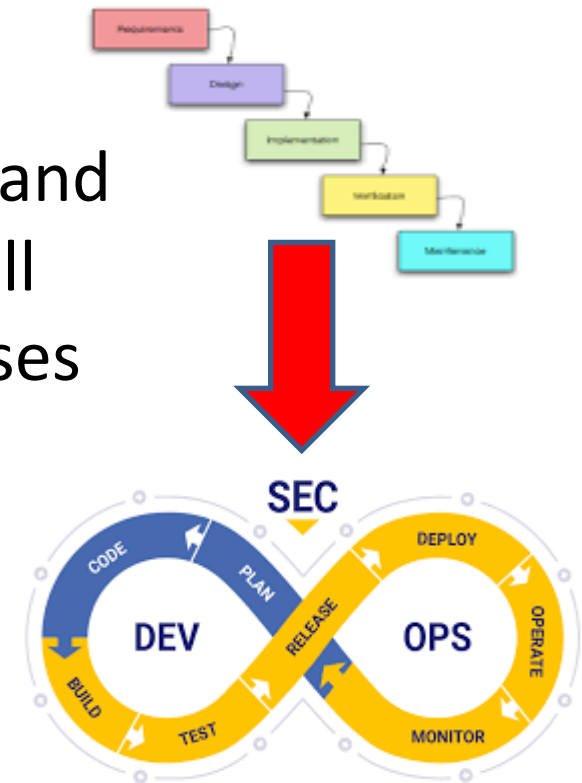 Requirements
Design
Implementation
Verification
Maintenance
and
ll
ses
SEC
DEV
OPS
PLAN
CODE
BUILD
TEST
RELEASE
DEPLOY
OPERATE
MONITOR